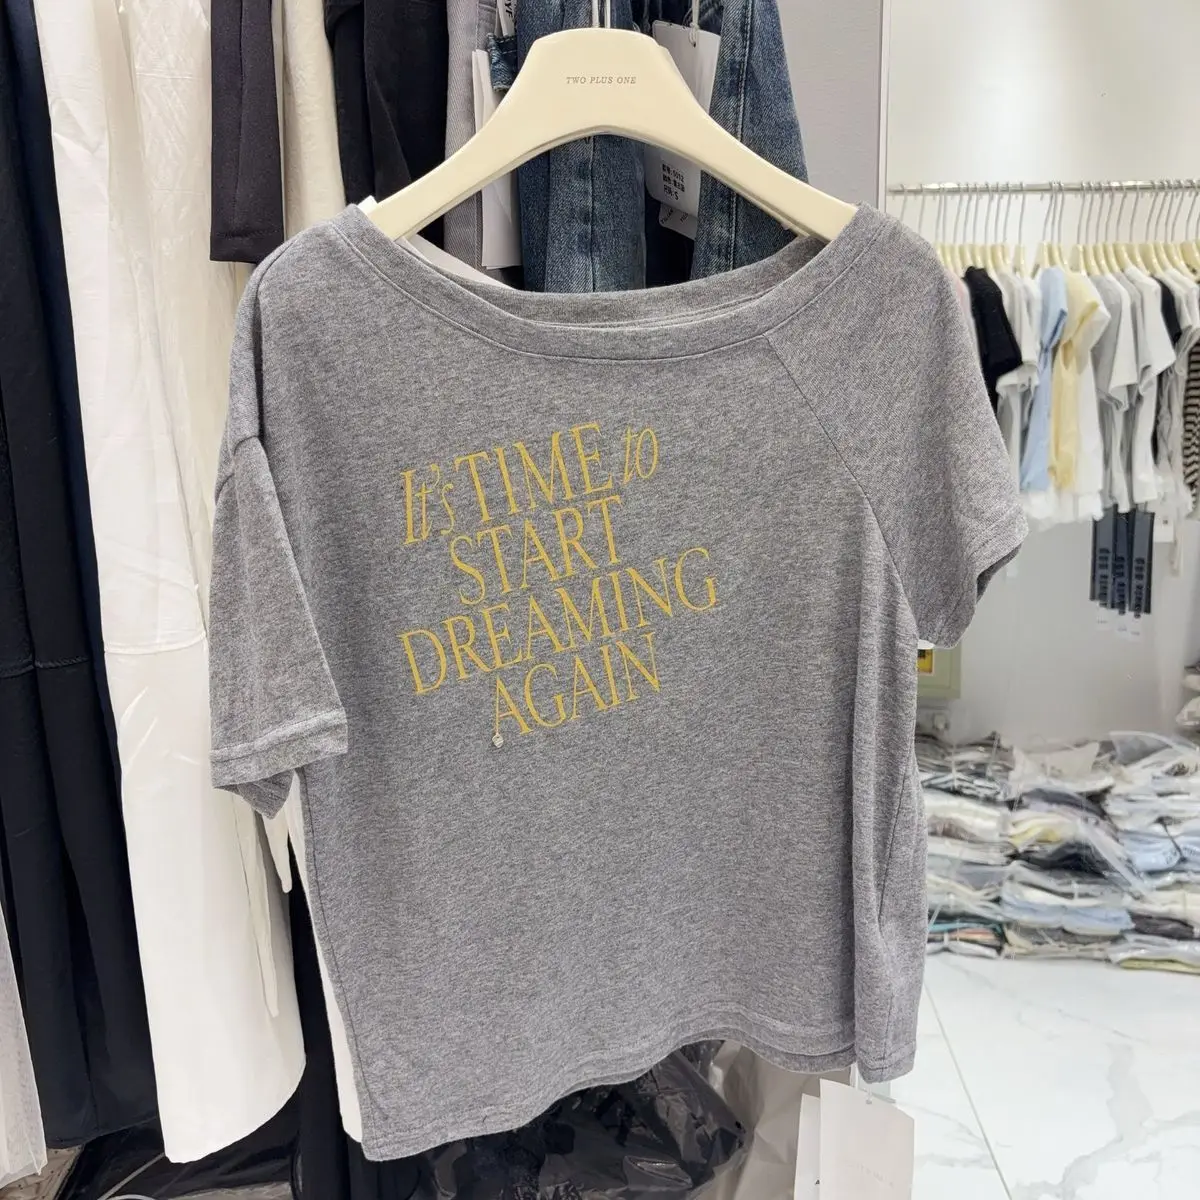 TWO PLUS ONE
It's TIME to
START
DREAMING
AGAIN